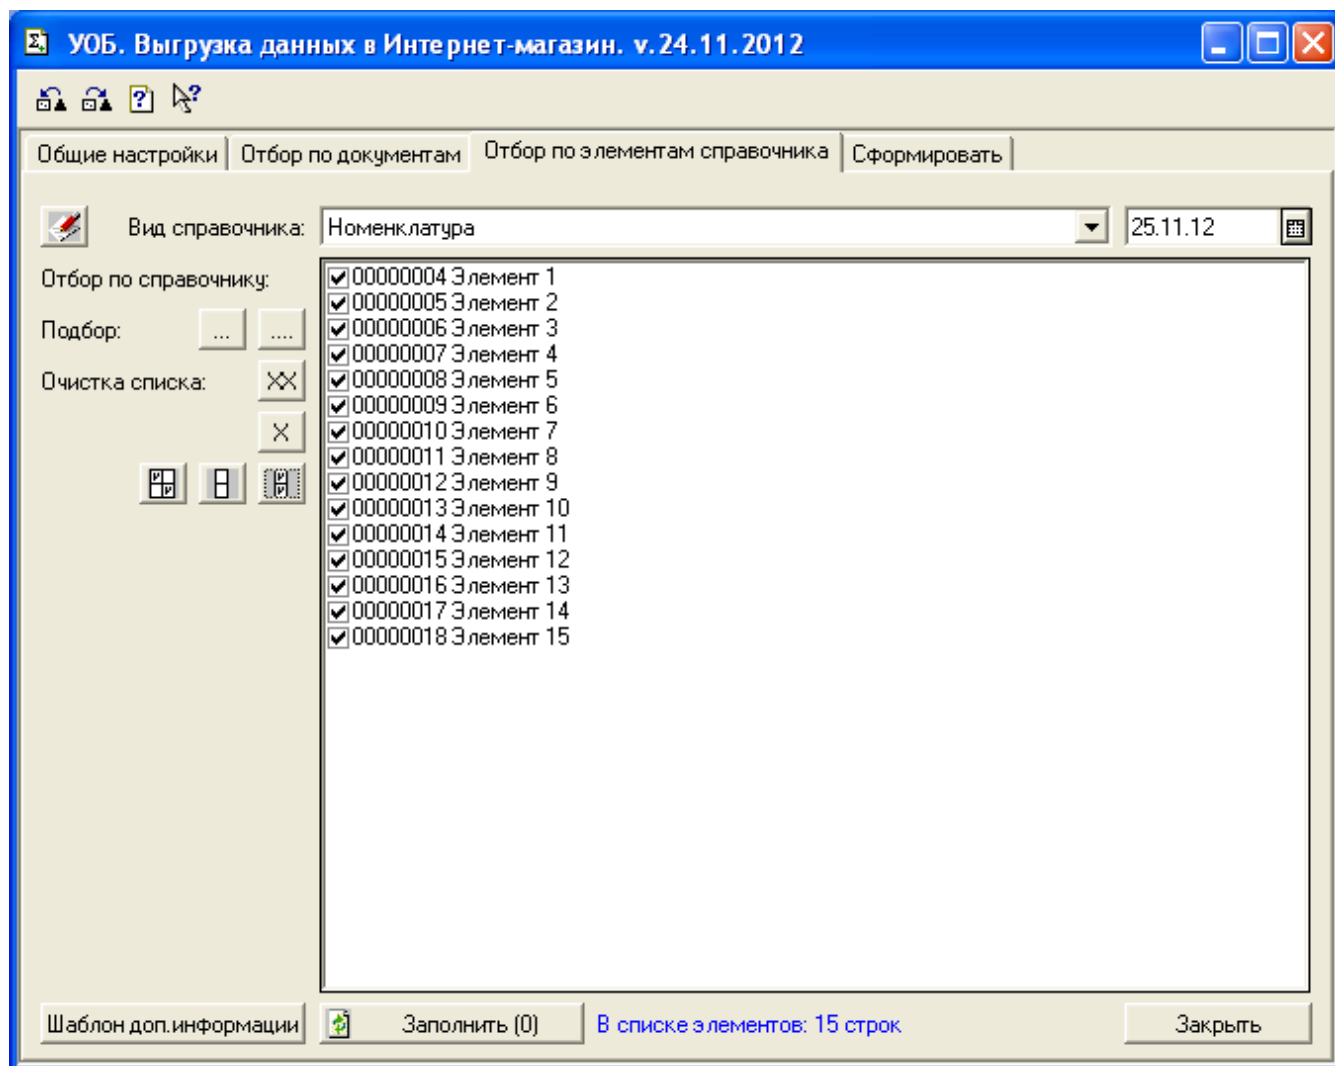 УОБ. Выгрузка данных в Интернет-магазин. v.24.11.2012
Общие настройки Отбор по документам Отбор по элементам справочника Сформировать
Вид справочника: Номенклатура 25.11.12
Отбор по справочнику:
Подбор: ... ....
Очистка списка: XX
X
00000004 Элемент 1
00000005 Элемент 2
00000006 Элемент 3
00000007 Элемент 4
00000008 Элемент 5
00000009 Элемент 6
00000010 Элемент 7
00000011 Элемент 8
00000012 Элемент 9
00000013 Элемент 10
00000014 Элемент 11
00000015 Элемент 12
00000016 Элемент 13
00000017 Элемент 14
00000018 Элемент 15
Шаблон доп.информации Заполнить (0) В списке элементов: 15 строк Закрыть